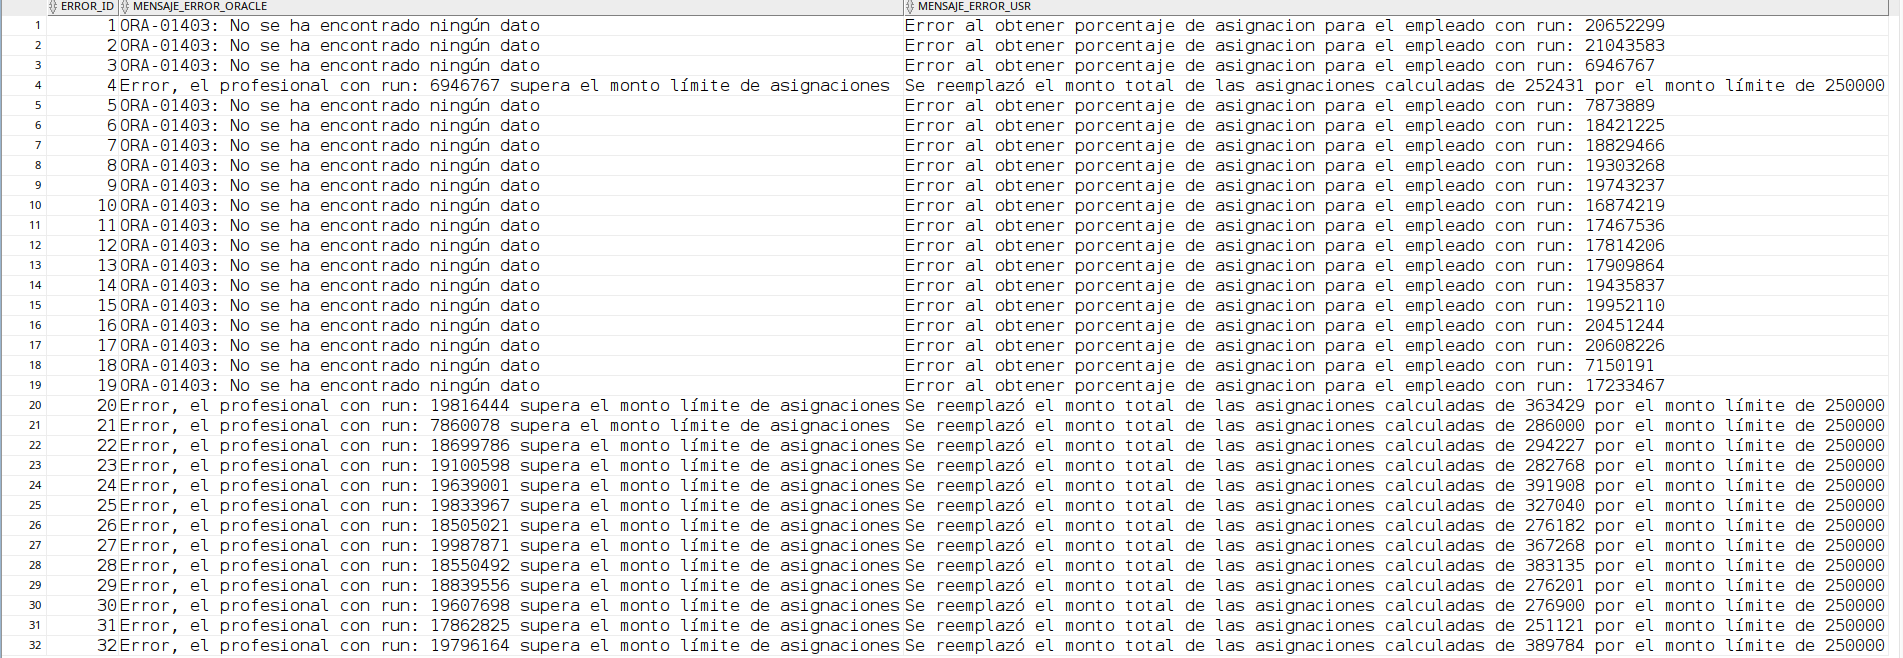 ERROR_ID MENSAJE_ERROR_ORACLE MENSAJE_ERROR_USR
1 1 ORA-01403: No se ha encontrado ningún dato Error al obtener porcentaje de asignacion para el empleado con run: 20652299
2 2 ORA-01403: No se ha encontrado ningún dato Error al obtener porcentaje de asignacion para el empleado con run: 21043583
3 3 ORA-01403: No se ha encontrado ningún dato Error al obtener porcentaje de asignacion para el empleado con run: 6946767
4 4 Error, el profesional con run: 6946767 supera el monto límite de asignaciones Se reemplazó el monto total de las asignaciones calculadas de 252431 por el monto límite de 250000
5 5 ORA-01403: No se ha encontrado ningún dato Error al obtener porcentaje de asignacion para el empleado con run: 7873889
6 6 ORA-01403: No se ha encontrado ningún dato Error al obtener porcentaje de asignacion para el empleado con run: 18421225
7 7 ORA-01403: No se ha encontrado ningún dato Error al obtener porcentaje de asignacion para el empleado con run: 18829466
8 8 ORA-01403: No se ha encontrado ningún dato Error al obtener porcentaje de asignacion para el empleado con run: 19303268
9 9 ORA-01403: No se ha encontrado ningún dato Error al obtener porcentaje de asignacion para el empleado con run: 19743237
10 10 ORA-01403: No se ha encontrado ningún dato Error al obtener porcentaje de asignacion para el empleado con run: 16874219
11 11 ORA-01403: No se ha encontrado ningún dato Error al obtener porcentaje de asignacion para el empleado con run: 17467536
12 12 ORA-01403: No se ha encontrado ningún dato Error al obtener porcentaje de asignacion para el empleado con run: 17814206
13 13 ORA-01403: No se ha encontrado ningún dato Error al obtener porcentaje de asignacion para el empleado con run: 17909864
14 14 ORA-01403: No se ha encontrado ningún dato Error al obtener porcentaje de asignacion para el empleado con run: 19435837
15 15 ORA-01403: No se ha encontrado ningún dato Error al obtener porcentaje de asignacion para el empleado con run: 19952110
16 16 ORA-01403: No se ha encontrado ningún dato Error al obtener porcentaje de asignacion para el empleado con run: 20451244
17 17 ORA-01403: No se ha encontrado ningún dato Error al obtener porcentaje de asignacion para el empleado con run: 20608226
18 18 ORA-01403: No se ha encontrado ningún dato Error al obtener porcentaje de asignacion para el empleado con run: 7150191
19 19 ORA-01403: No se ha encontrado ningún dato Error al obtener porcentaje de asignacion para el empleado con run: 17233467
20 20 Error, el profesional con run: 19816444 supera el monto límite de asignaciones Se reemplazó el monto total de las asignaciones calculadas de 363429 por el monto límite de 250000
21 21 Error, el profesional con run: 7860078 supera el monto límite de asignaciones Se reemplazó el monto total de las asignaciones calculadas de 286000 por el monto límite de 250000
22 22 Error, el profesional con run: 18699786 supera el monto límite de asignaciones Se reemplazó el monto total de las asignaciones calculadas de 294227 por el monto límite de 250000
23 23 Error, el profesional con run: 19100598 supera el monto límite de asignaciones Se reemplazó el monto total de las asignaciones calculadas de 282768 por el monto límite de 250000
24 24 Error, el profesional con run: 19639001 supera el monto límite de asignaciones Se reemplazó el monto total de las asignaciones calculadas de 391908 por el monto límite de 250000
25 25 Error, el profesional con run: 19833967 supera el monto límite de asignaciones Se reemplazó el monto total de las asignaciones calculadas de 327040 por el monto límite de 250000
26 26 Error, el profesional con run: 18505021 supera el monto límite de asignaciones Se reemplazó el monto total de las asignaciones calculadas de 276182 por el monto límite de 250000
27 27 Error, el profesional con run: 19987871 supera el monto límite de asignaciones Se reemplazó el monto total de las asignaciones calculadas de 367268 por el monto límite de 250000
28 28 Error, el profesional con run: 18550492 supera el monto límite de asignaciones Se reemplazó el monto total de las asignaciones calculadas de 383135 por el monto límite de 250000
29 29 Error, el profesional con run: 18839556 supera el monto límite de asignaciones Se reemplazó el monto total de las asignaciones calculadas de 276201 por el monto límite de 250000
30 30 Error, el profesional con run: 19607698 supera el monto límite de asignaciones Se reemplazó el monto total de las asignaciones calculadas de 276900 por el monto límite de 250000
31 31 Error, el profesional con run: 17862825 supera el monto límite de asignaciones Se reemplazó el monto total de las asignaciones calculadas de 251121 por el monto límite de 250000
32 32 Error, el profesional con run: 19796164 supera el monto límite de asignaciones Se reemplazó el monto total de las asignaciones calculadas de 389784 por el monto límite de 250000